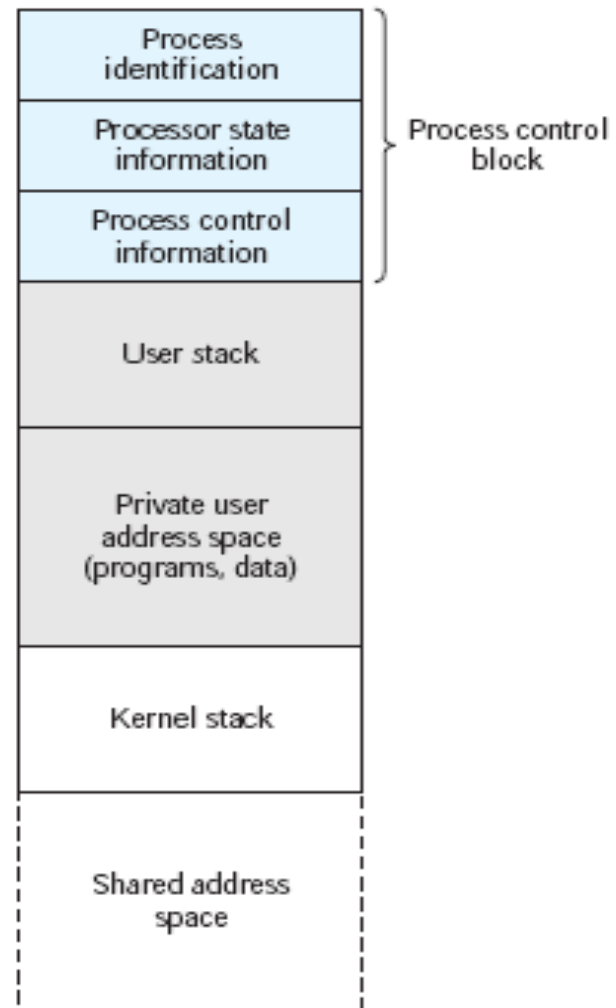 Process
identification
Processor state
information
Process control
block
Process control
information
User stack
Private user
address space
(programs, data)
Kernel stack
Shared address
space